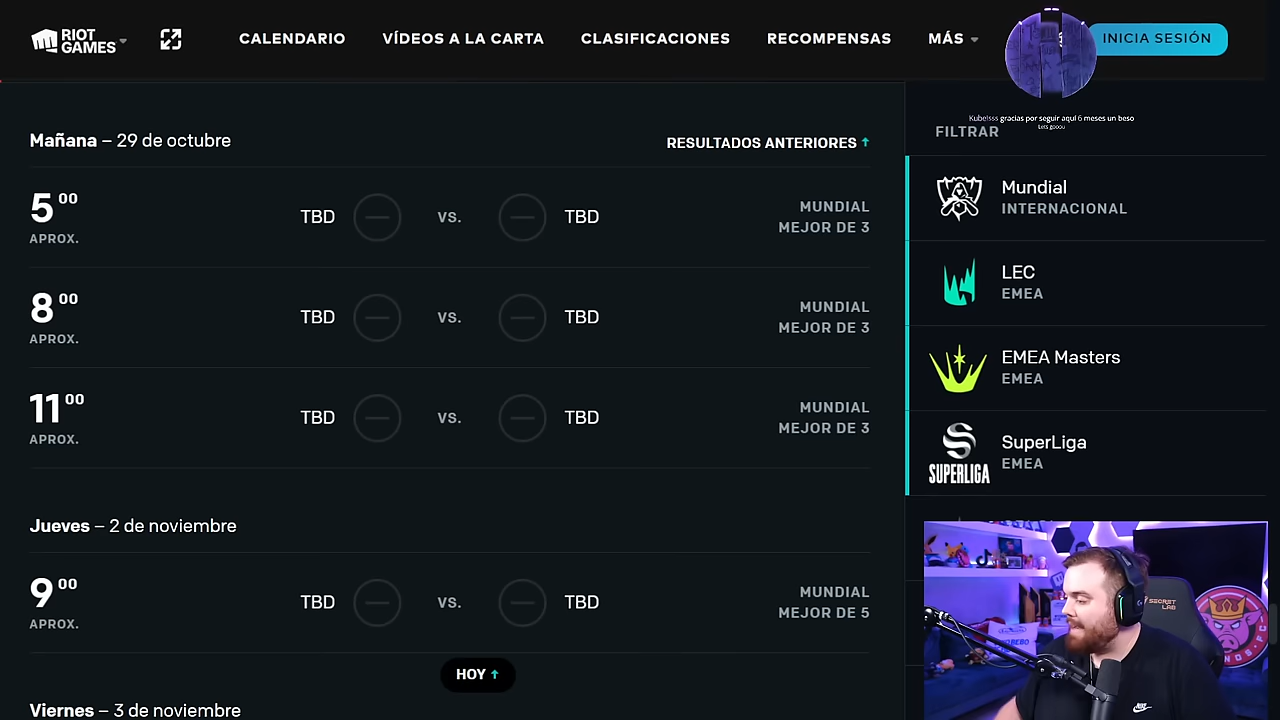 RIOT
GAMES
CALENDARIO
VÍDEOS A LA CARTA
CLASIFICACIONES
RECOMPENSAS
MÁS
INICIA SESIÓN
Kubelsss gracias por seguir aquí 6 meses un beso
Lets gooou
Mañana – 29 de octubre
RESULTADOS ANTERIORES ↑
5 00
APROX.
TBD VS. TBD
MUNDIAL
MEJOR DE 3
8 00
APROX.
TBD VS. TBD
MUNDIAL
MEJOR DE 3
11 00
APROX.
TBD VS. TBD
MUNDIAL
MEJOR DE 3
Jueves – 2 de noviembre
9 00
APROX.
TBD VS. TBD
MUNDIAL
MEJOR DE 5
HOY ↑
Viernes – 3 de noviembre
FILTRAR
Mundial
INTERNACIONAL
LEC
EMEA
EMEA Masters
EMEA
SUPERLIGA
SuperLiga
EMEA
SECRET
LAB